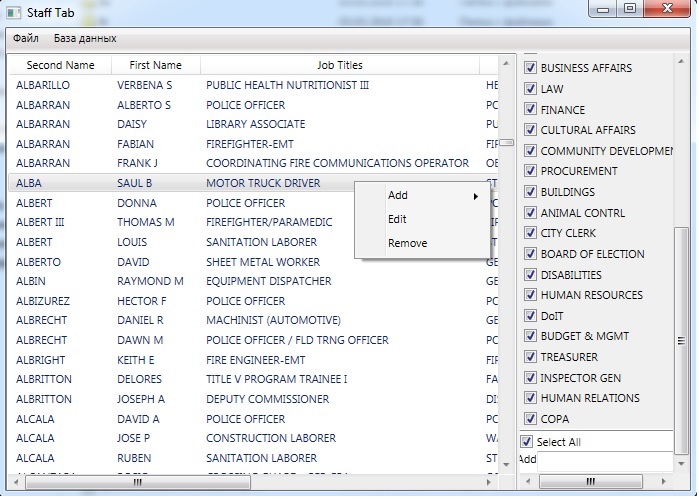 Staff Tab
Файл База данных
Second Name First Name Job Titles
ALBARILLO VERBENA S PUBLIC HEALTH NUTRITIONIST III HE
ALBARRAN ALBERTO S POLICE OFFICER PC
ALBARRAN DAISY LIBRARY ASSOCIATE PU
ALBARRAN FABIAN FIREFIGHTER-EMT FI
ALBARRAN FRANK J COORDINATING FIRE COMMUNICATIONS OPERATOR OE
ALBA SAUL B MOTOR TRUCK DRIVER ST
ALBERT DONNA POLICE OFFICER PC
ALBERT III THOMAS M FIREFIGHTER/PARAMEDIC
ALBERT LOUIS SANITATION LABORER
ALBERTO DAVID SHEET METAL WORKER GE
ALBIN RAYMOND M EQUIPMENT DISPATCHER GE
ALBIZUREZ HECTOR F POLICE OFFICER PC
ALBRECHT DANIEL R MACHINIST (AUTOMOTIVE) GE
ALBRECHT DAWN M POLICE OFFICER / FLD TRNG OFFICER PC
ALBRIGHT KEITH E FIRE ENGINEER-EMT FI
ALBRITTON DELORES TITLE V PROGRAM TRAINEE I FA
ALBRITTON JOSEPH A DEPUTY COMMISSIONER DI
ALCALA DAVID A POLICE OFFICER PC
ALCALA JOSE P CONSTRUCTION LABORER W
ALCALA RUBEN SANITATION LABORER ST
Add
Edit
Remove
BUSINESS AFFAIRS
LAW
FINANCE
CULTURAL AFFAIRS
COMMUNITY DEVELOPMEN
PROCUREMENT
BUILDINGS
ANIMAL CONTRL
CITY CLERK
BOARD OF ELECTION
DISABILITIES
HUMAN RESOURCES
DoIT
BUDGET & MGMT
TREASURER
INSPECTOR GEN
HUMAN RELATIONS
COPA
Select All
Add